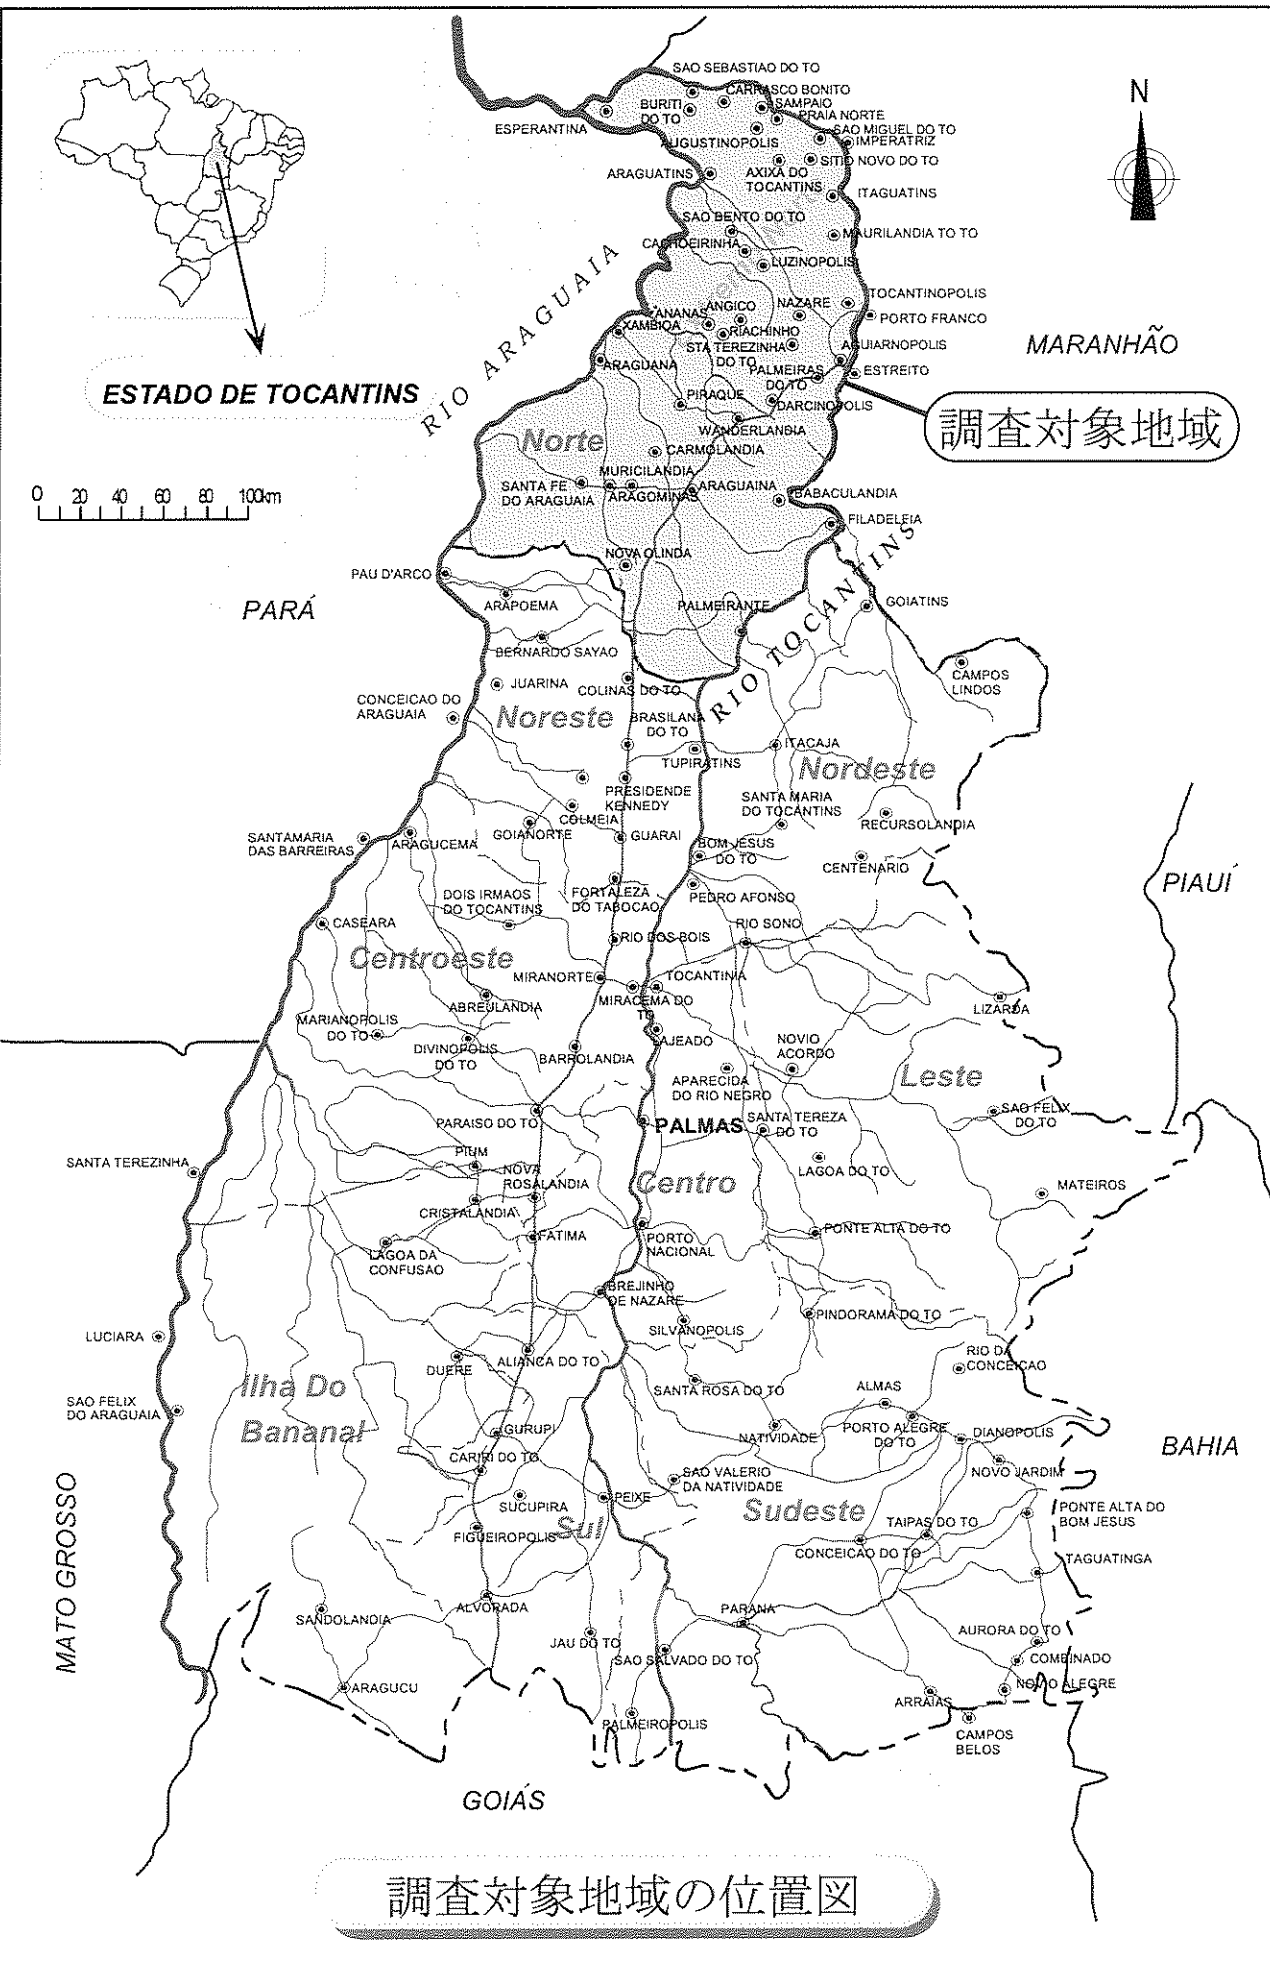 SAO SEBASTIAO DO TO
CARRASCO BONITO
BURITI
DO TO
SAMPAIO
PRAIA NORTE
ESPERANTINA
SAO MIGUEL DO TO
IMPERATRIZ
AUGUSTINOPOLIS
SITIO NOVO DO TO
ARAGUATINS
AXIXA DO
TOCANTINS
ITAGUATINS
N
SAO BENTO DO TO
MAURILANDIA TO TO
CACHOEIRINHA
LUZINOPOLIS
RIO ARAGUAIA
TOCANTINOPOLIS
NAZARE
ANGICO
ANANAS
PORTO FRANCO
XAMBIOA
RIACHINHO
STA TEREZINHA
DO TO
AGUIARNOPOLIS
MARANHÃO
ARAGUANA
PALMEIRAS
DO TO
ESTREITO
ESTADO DE TOCANTINS
PIRAQUE
DARCINOPOLIS
調査対象地域
WANDERLANDIA
Norte
CARMOLANDIA
MURICILANDIA
SANTA FE
DO ARAGUAIA
ARAGOMINAS
ARAGUAINA
BABACULANDIA
0 20 40 60 80 100km
FILADELEIA
NOVA OLINDA
PAU D'ARCO
ARAPOEMA
PALMEIRANTE
GOIATINS
PARÁ
RIO TOCANTINS
BERNARDO SAYAO
CAMPOS
LINDOS
JUARINA
COLINAS DO TO
CONCEICAO DO
ARAGUAIA
Noreste
BRASILANA
DO TO
ITACAJA
TUPIRATINS
Nordeste
PRESIDENDE
KENNEDY
SANTA MARIA
DO TOCANTINS
COLMEIA
RECURSOLANDIA
GOIANORTE
GUARAI
SANTAMARIA
DAS BARREIRAS
ARAGUCEMA
BOM JESUS
DO TO
CENTENARIO
PIAUÍ
DOIS IRMAOS
DO TOCANTINS
FORTALEZA
DO TABOCAO
PEDRO AFONSO
CASEARA
RIO SONO
RIO DOS BOIS
Centroeste
MIRANORTE
TOCANTINIA
ABREULANDIA
MIRACEMA DO
TO
LIZARDA
MARIANOPOLIS
DO TO
LAJEADO
DIVINOPOLIS
DO TO
BARROLANDIA
NOVIO
ACORDO
APARECIDA
DO RIO NEGRO
Leste
SAO FELIX
DO TO
PARAISO DO TO
PALMAS
SANTA TEREZA
DO TO
SANTA TEREZINHA
PIUM
LAGOA DO TO
NOVA
ROSALANDIA
Centro
MATEIROS
CRISTALANDIA
FATIMA
PORTO
NACIONAL
PONTE ALTA DO TO
LAGOA DA
CONFUSAO
BREJINHO
DE NAZARE
PINDORAMA DO TO
LUCIARA
SILVANOPOLIS
RIO DA
CONCEICAO
DUERE
ALIANCA DO TO
Ilha Do
Bananal
SANTA ROSA DO TO
ALMAS
SAO FELIX
DO ARAGUAIA
PORTO ALEGRE
DO TO
NATIVIDADE
DIANOPOLIS
GURUPI
BAHIA
CARIRI DO TO
NOVO JARDIM
SAO VALERIO
DA NATIVIDADE
SUCUPIRA
PEIXE
Sudeste
PONTE ALTA DO
BOM JESUS
MATO GROSSO
FIGUEIROPOLIS
Sul
TAIPAS DO TO
CONCEICAO DO TO
TAGUATINGA
ALVORADA
PARANA
SANDOLANDIA
AURORA DO TO
JAU DO TO
SAO SALVADO DO TO
COMBINADO
ARAGUCU
ARRAIAS
NOVO ALEGRE
PALMEIROPOLIS
CAMPOS
BELOS
GOIÁS
調査対象地域の位置図